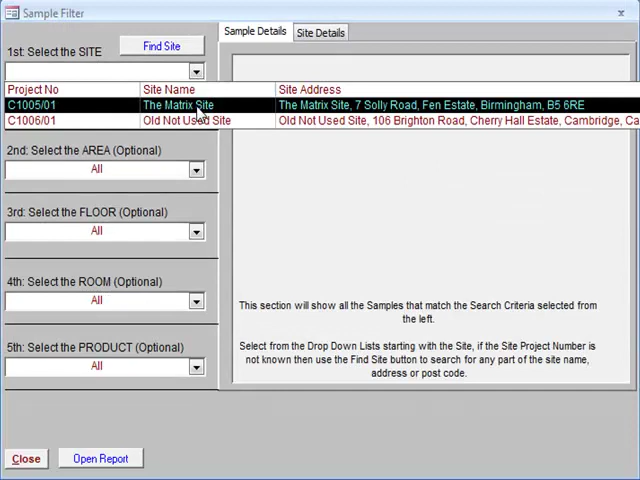 Sample Filter x
Sample Details Site Details
Find Site
1st: Select the SITE
Project No Site Name Site Address
C1005/01 The Matrix Site The Matrix Site, 7 Solly Road, Fen Estate, Birmingham, B5 6RE
C1006/01 Old Not Used Site Old Not Used Site, 106 Brighton Road, Cherry Hall Estate, Cambridge, Ca
2nd: Select the AREA (Optional)
All
3rd: Select the FLOOR (Optional)
All
4th: Select the ROOM (Optional)
All
5th: Select the PRODUCT (Optional)
All
This section will show all the Samples that match the Search Criteria selected from
the left.
Select from the Drop Down Lists starting with the Site, if the Site Project Number is
not known then use the Find Site button to search for any part of the site name,
address or post code.
Close Open Report